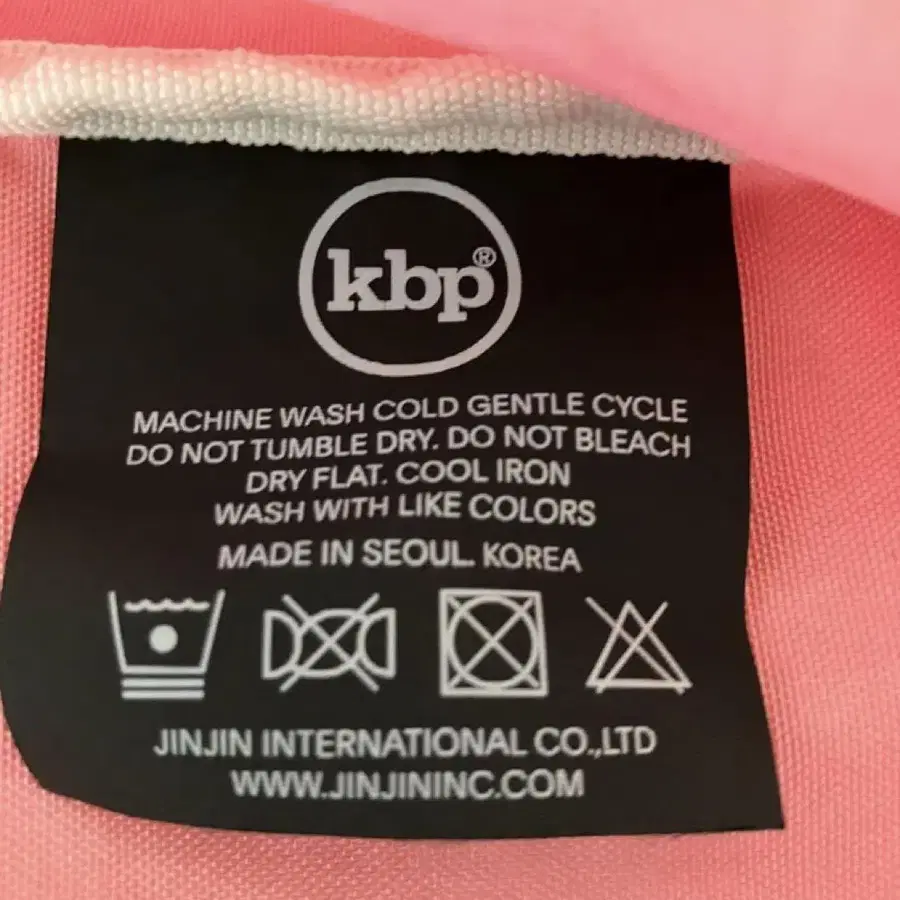 kbp®
MACHINE WASH COLD GENTLE CYCLE
DO NOT TUMBLE DRY. DO NOT BLEACH
DRY FLAT. COOL IRON
WASH WITH LIKE COLORS
MADE IN SEOUL. KOREA
JINJIN INTERNATIONAL CO.,LTD
WWW.JINJININC.COM